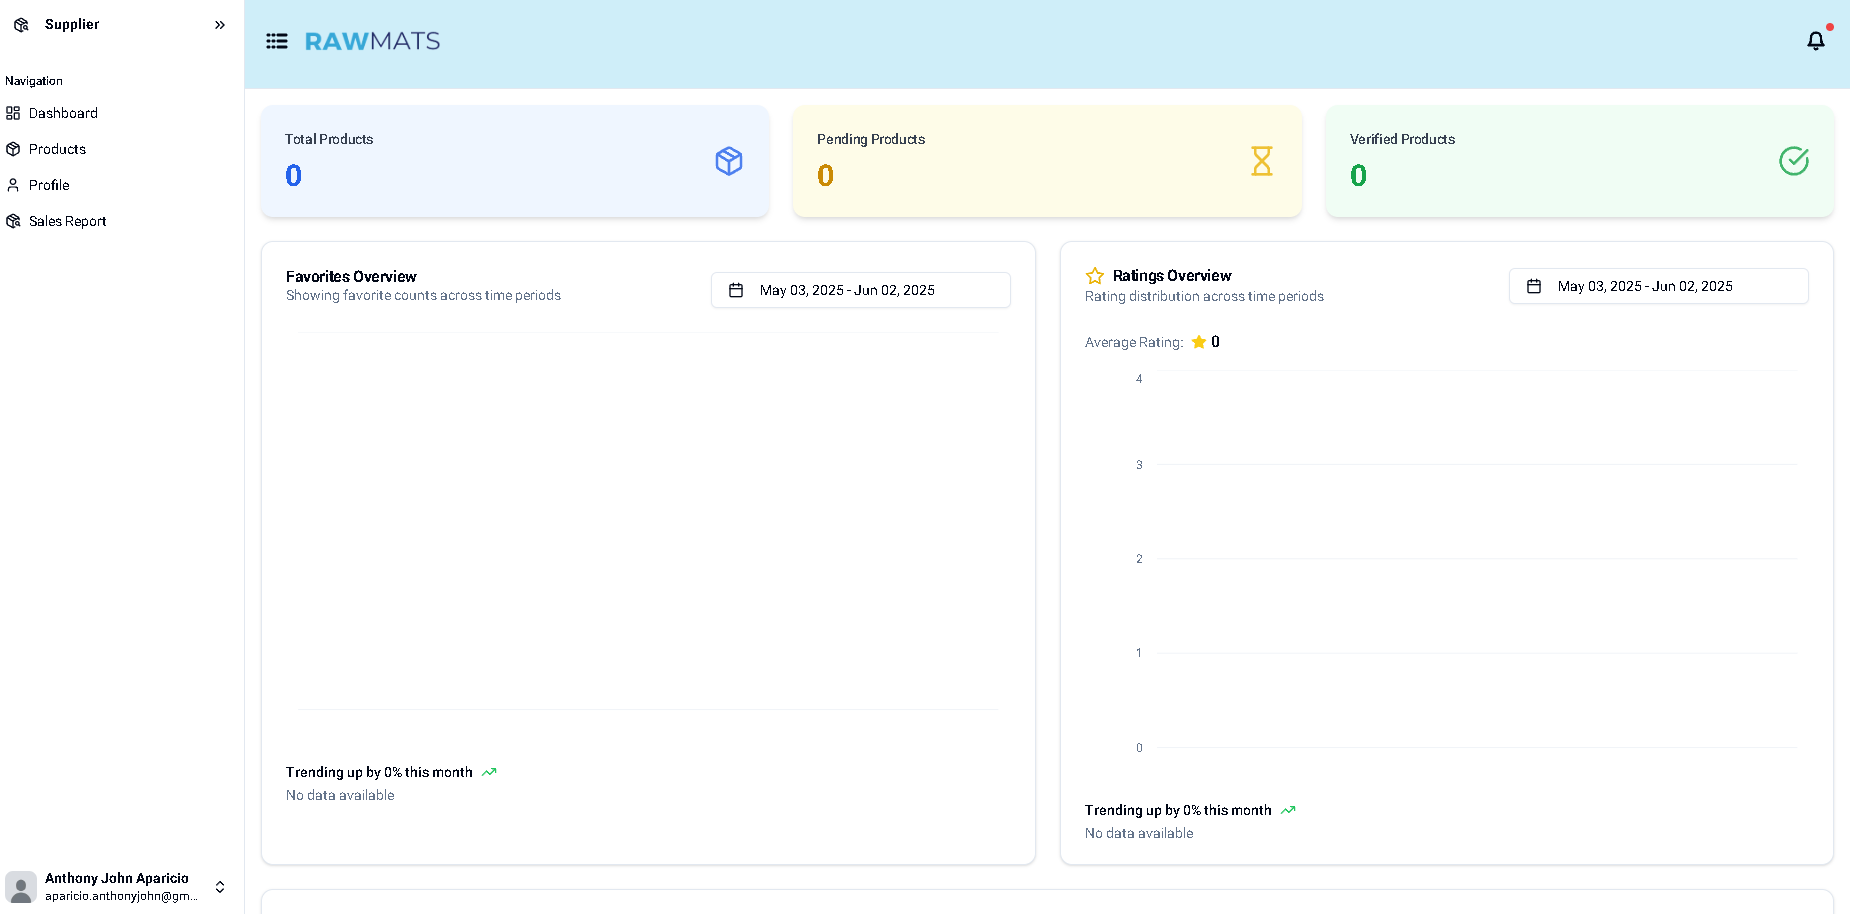 Supplier
Navigation
Dashboard
Products
Profile
Sales Report
Anthony John Aparicio
aparicio.anthonyjohn@gm...
RAWMATS
Total Products
0
Pending Products
0
Verified Products
0
Favorites Overview
Showing favorite counts across time periods
May 03, 2025 - Jun 02, 2025
Trending up by 0% this month
No data available
Ratings Overview
Rating distribution across time periods
May 03, 2025 - Jun 02, 2025
Average Rating: 0
4
3
2
1
0
Trending up by 0% this month
No data available